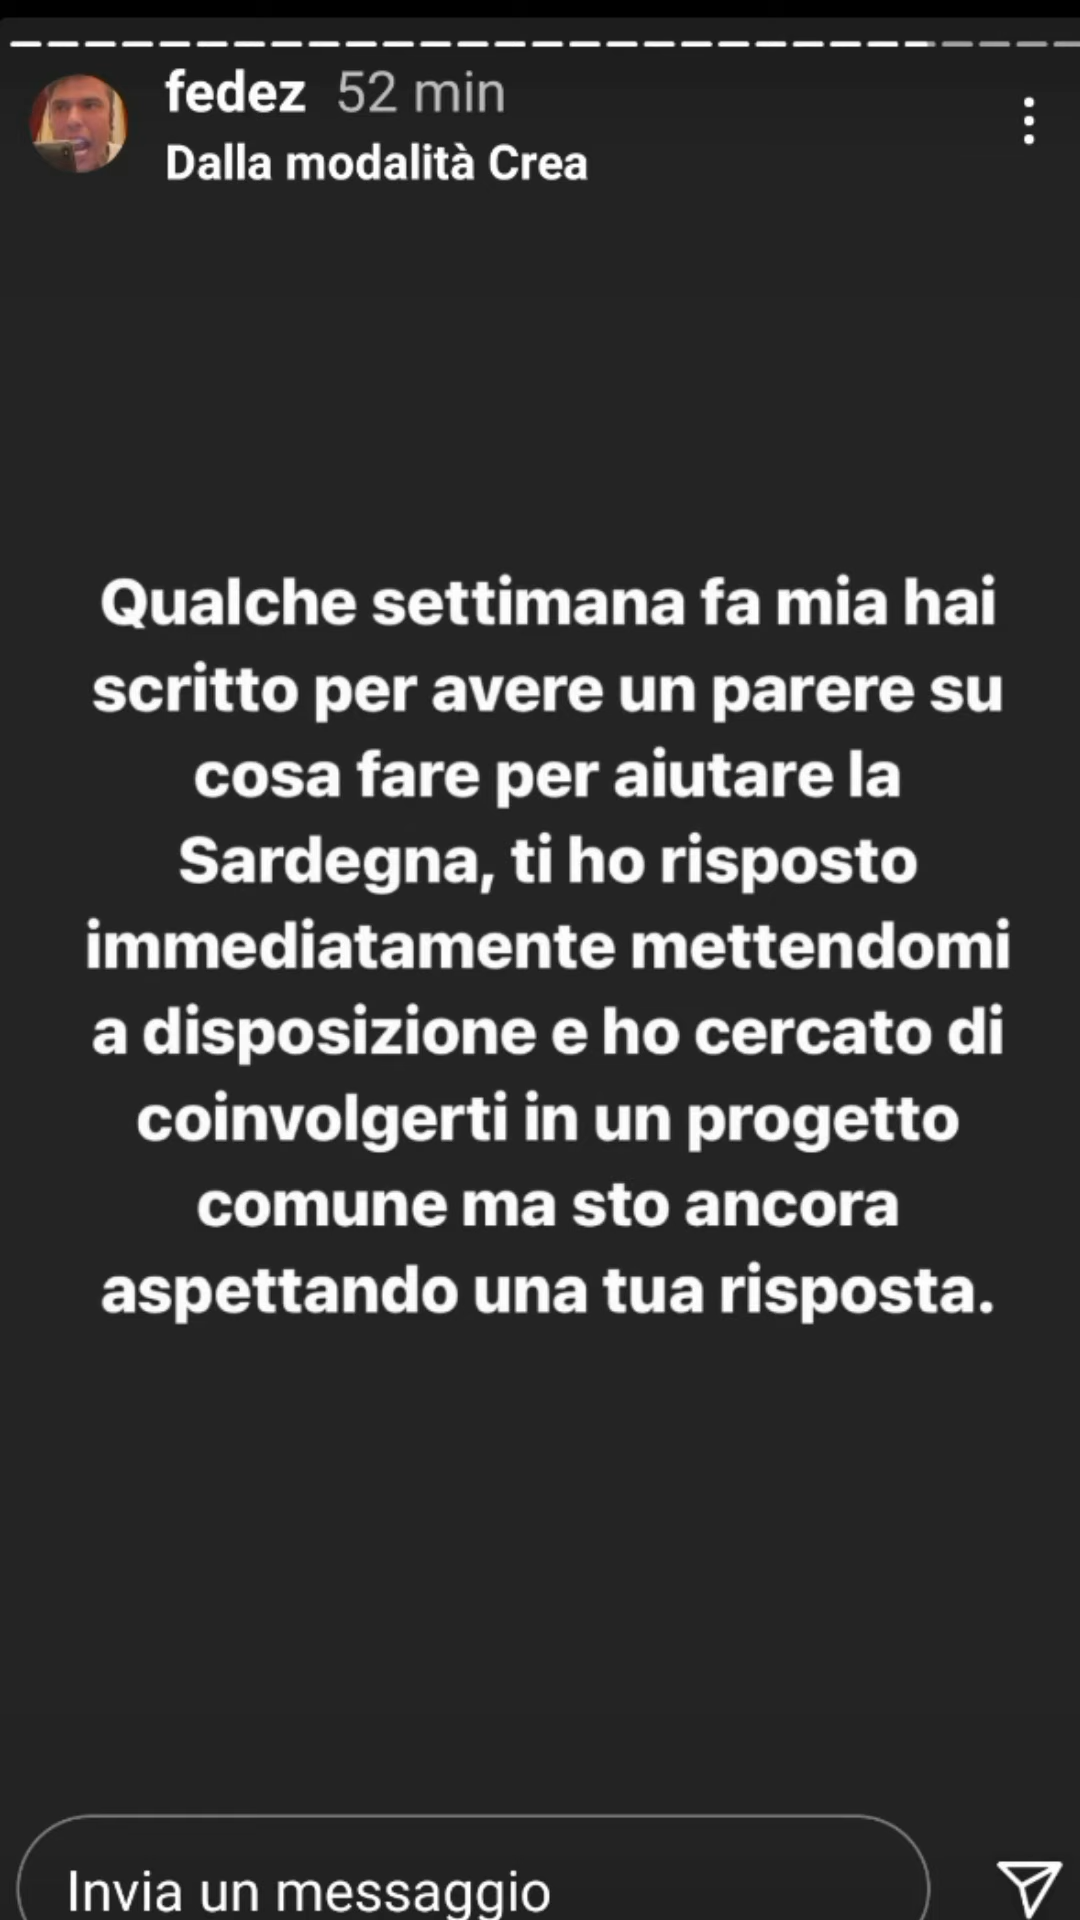 fedez 52 min
Dalla modalità Crea
Qualche settimana fa mia hai
scritto per avere un parere su
cosa fare per aiutare la
Sardegna, ti ho risposto
immediatamente mettendomi
a disposizione e ho cercato di
coinvolgerti in un progetto
comune ma sto ancora
aspettando una tua risposta.
Invia un messaggio